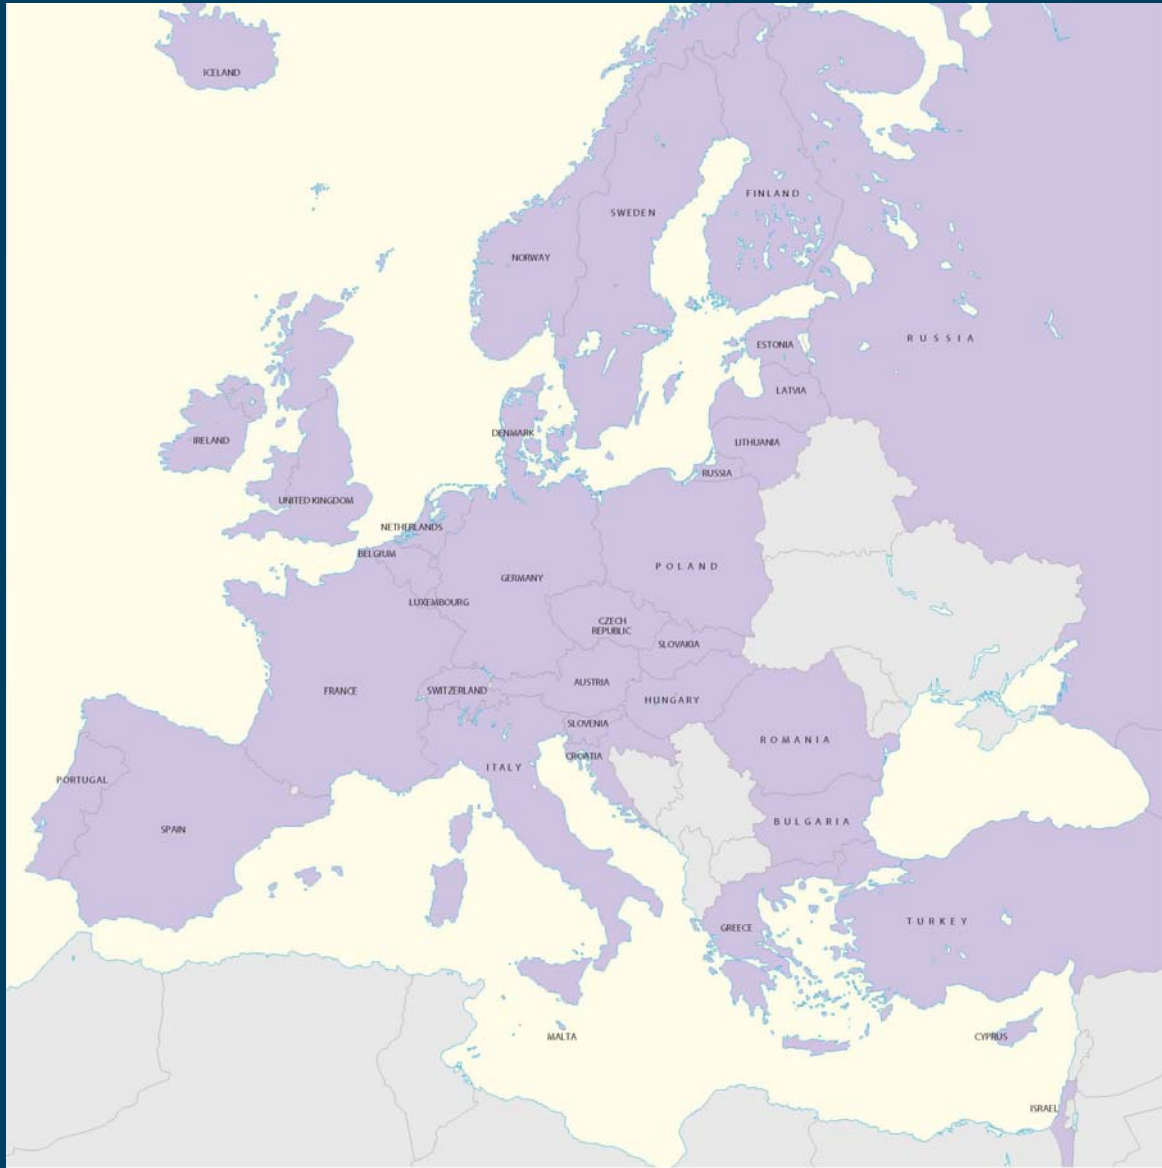 ICELAND
FINLAND
SWEDEN
NORWAY
RUSSIA
ESTONIA
LATVIA
DENMARK
IRELAND
LITHUANIA
RUSSIA
UNITED KINGDOM
NETHERLANDS
BELGIUM
POLAND
GERMANY
LUXEMBOURG
CZECH
REPUBLIC
SLOVAKIA
AUSTRIA
FRANCE
SWITZERLAND
HUNGARY
SLOVENIA
ROMANIA
CROATIA
ITALY
PORTUGAL
BULGARIA
SPAIN
TURKEY
GREECE
MALTA
CYPRUS
ISRAEL